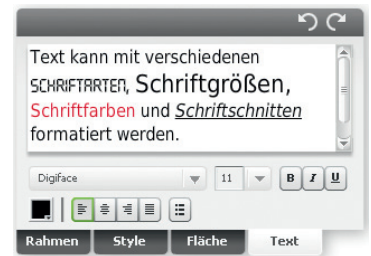 Text kann mit verschiedenen
SCHRIFTARTEN, Schriftgrößen,
Schriftfarben und Schriftschnitten
formatiert werden.
Digiface 11 B I U
Rahmen Style Fläche Text